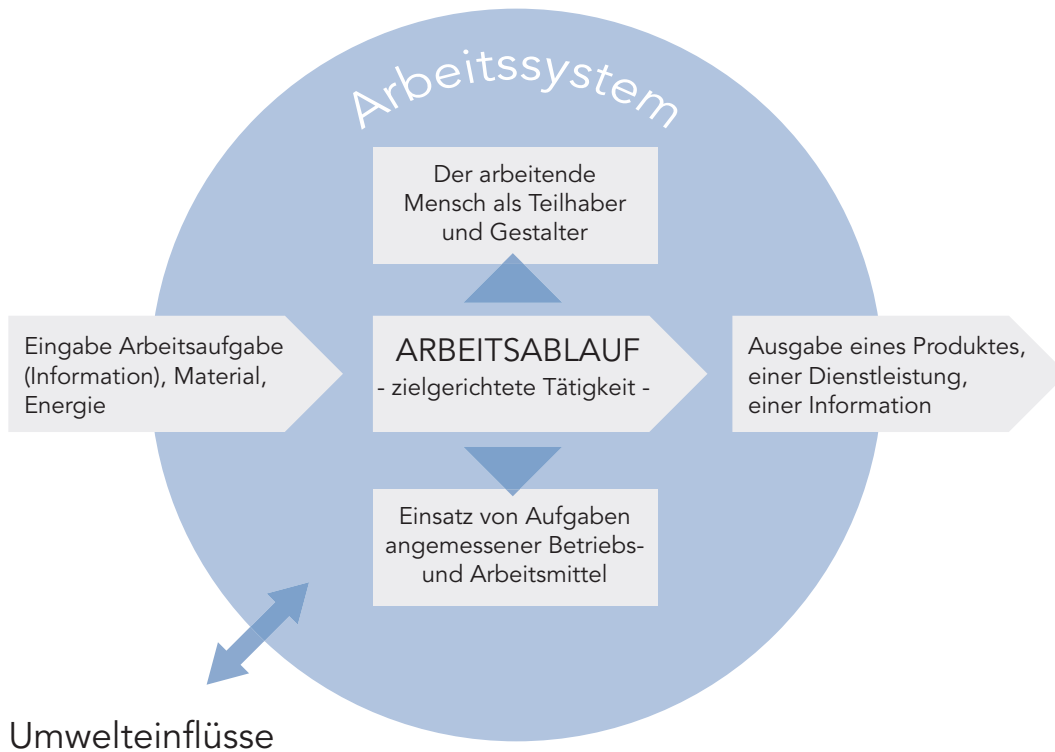 Arbeitssystem
Der arbeitende
Mensch als Teilhaber
und Gestalter
Eingabe Arbeitsaufgabe
(Information), Material,
Energie
ARBEITSABLAUF
- zielgerichtete Tätigkeit -
Ausgabe eines Produktes,
einer Dienstleistung,
einer Information
Einsatz von Aufgaben
angemessener Betriebs-
und Arbeitsmittel
Umwelteinflüsse